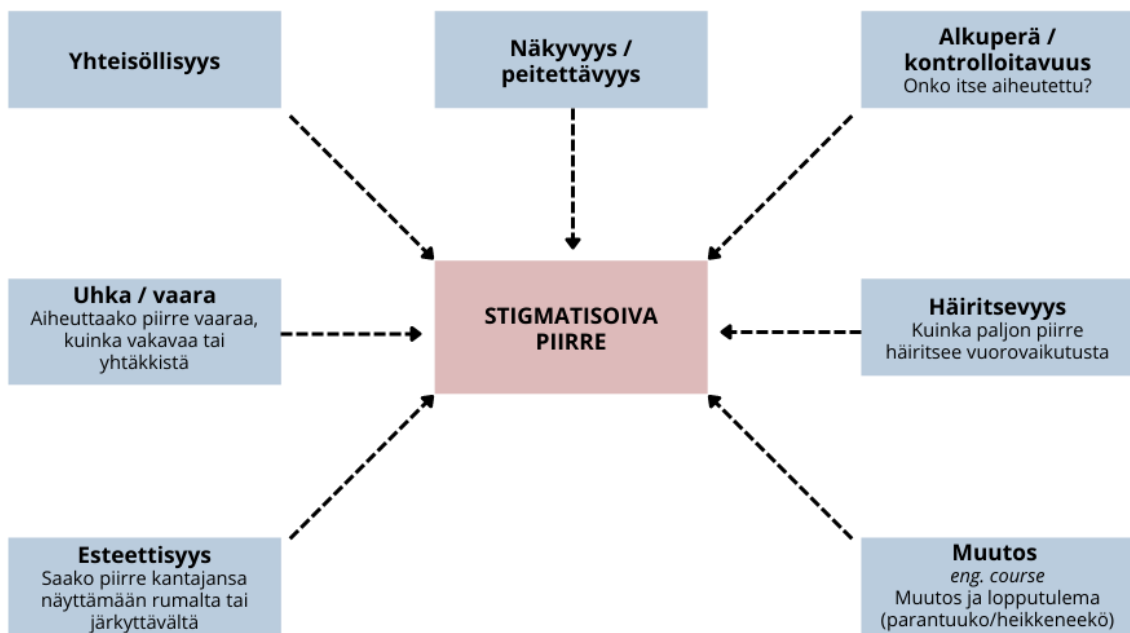 Yhteisöllisyys
Näkyvyys /
peitettävyys
Alkuperä /
kontrolloitavuus
Onko itse aiheutettu?
Uhka / vaara
Aiheuttaako piirre vaaraa,
kuinka vakavaa tai
yhtäkkistä
STIGMATISOIVA
PIIRRE
Häiritsevyys
Kuinka paljon piirre
häiritsee vuorovaikutusta
Esteettisyys
Saako piirre kantajansa
näyttämään rumalta tai
järkyttävältä
Muutos
eng. course
Muutos ja lopputulema
(parantuuko/heikkeneekö)